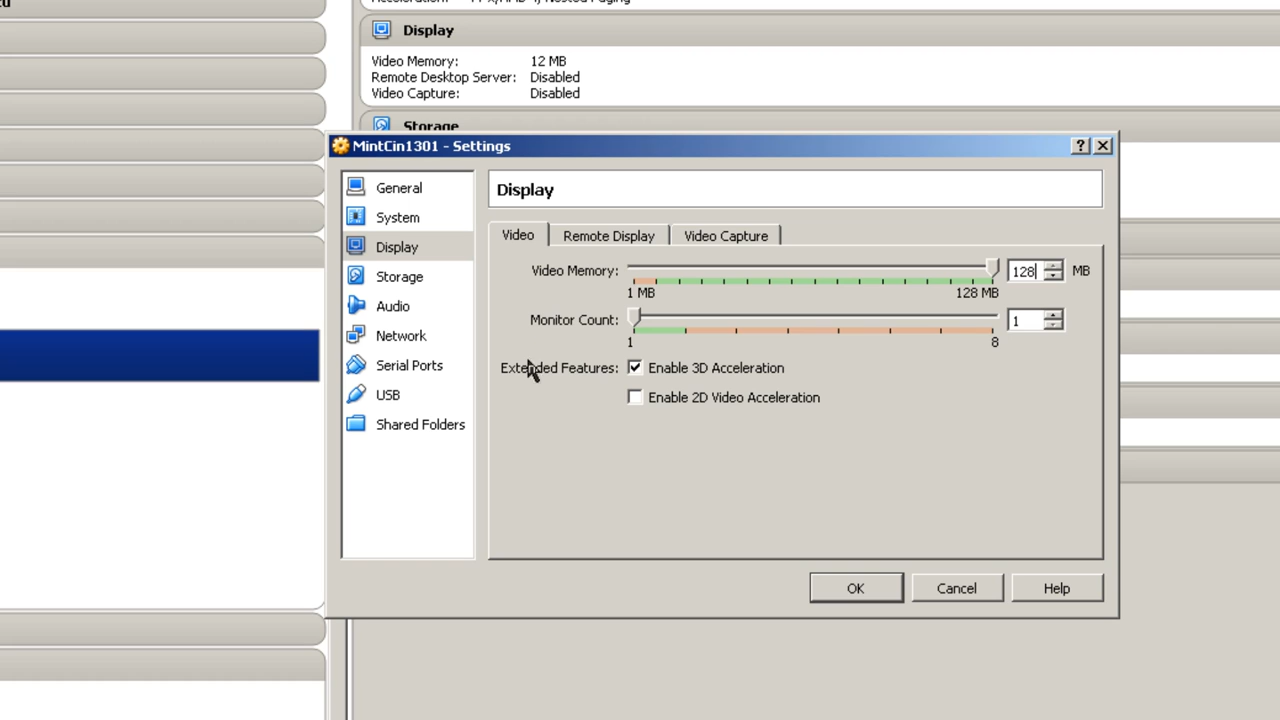 Display
Video Memory: 12 MB
Remote Desktop Server: Disabled
Video Capture: Disabled
Storage
MintCin1301 - Settings
General
System
Display
Storage
Audio
Network
Serial Ports
USB
Shared Folders
Display
Video Remote Display Video Capture
Video Memory: 128 MB
1 MB 128 MB
Monitor Count: 1
1 8
Extended Features: Enable 3D Acceleration
Enable 2D Video Acceleration
OK Cancel Help